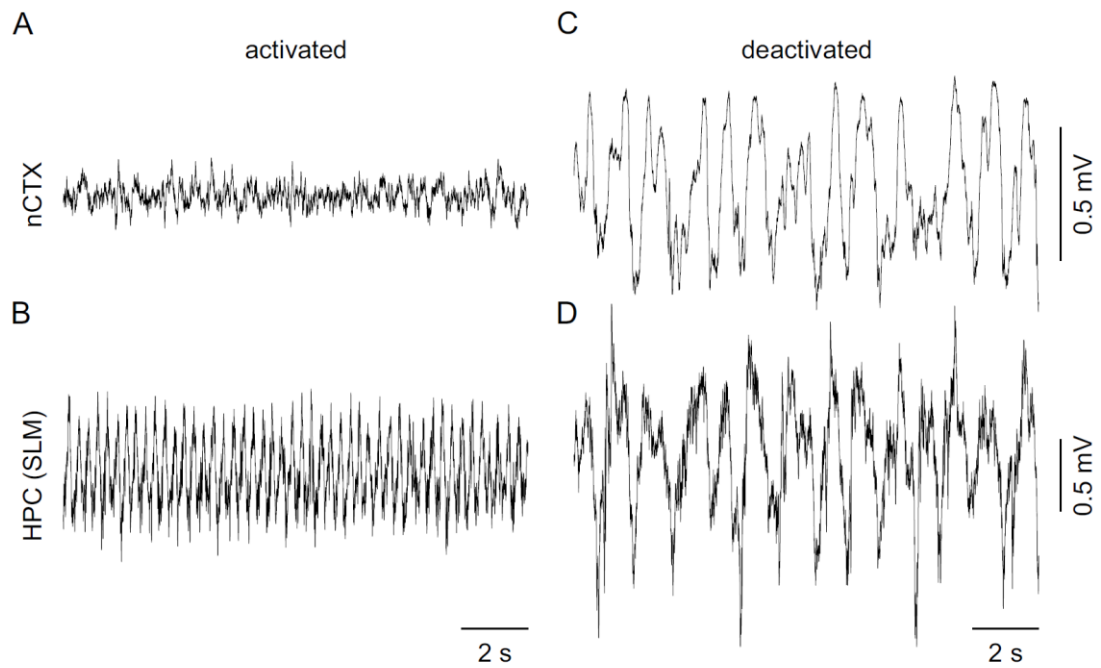 A
activated
C
deactivated
nCTX
0.5 mV
B
HPC (SLM)
D
0.5 mV
2 s
2 s